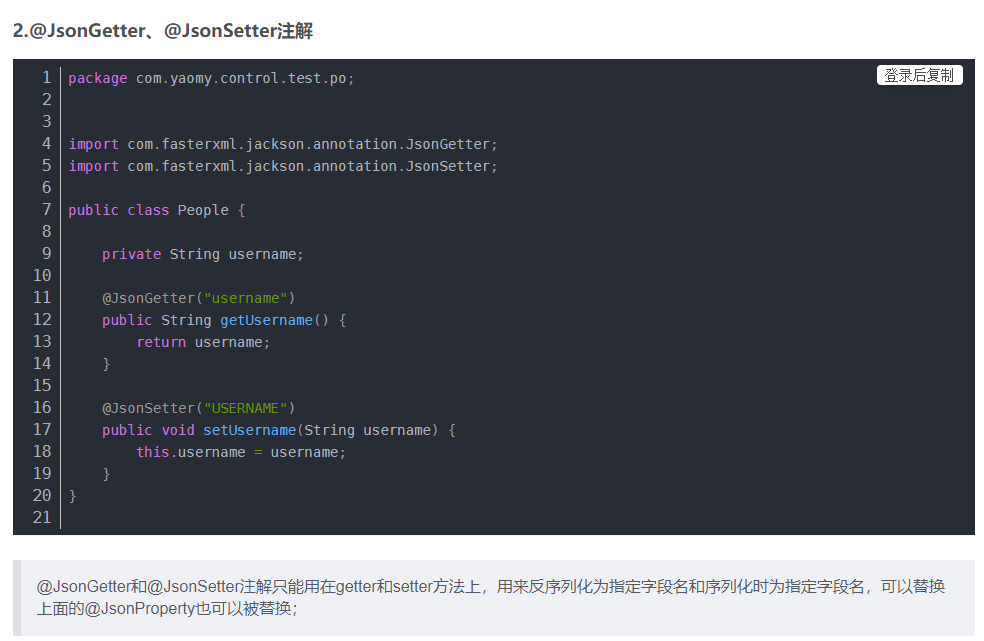 2.@JsonGetter、@JsonSetter注解
登录后复制
1 package com.yaomy.control.test.po;
2
3
4 import com.fasterxml.jackson.annotation.JsonGetter;
5 import com.fasterxml.jackson.annotation.JsonSetter;
6
7 public class People {
8
9     private String username;
10
11     @JsonGetter("username")
12     public String getUsername() {
13         return username;
14     }
15
16     @JsonSetter("USERNAME")
17     public void setUsername(String username) {
18         this.username = username;
19     }
20 }
21
@JsonGetter和@JsonSetter注解只能用在getter和setter方法上，用来反序列化为指定字段名和序列化时为指定字段名，可以替换
上面的@JsonProperty也可以被替换；